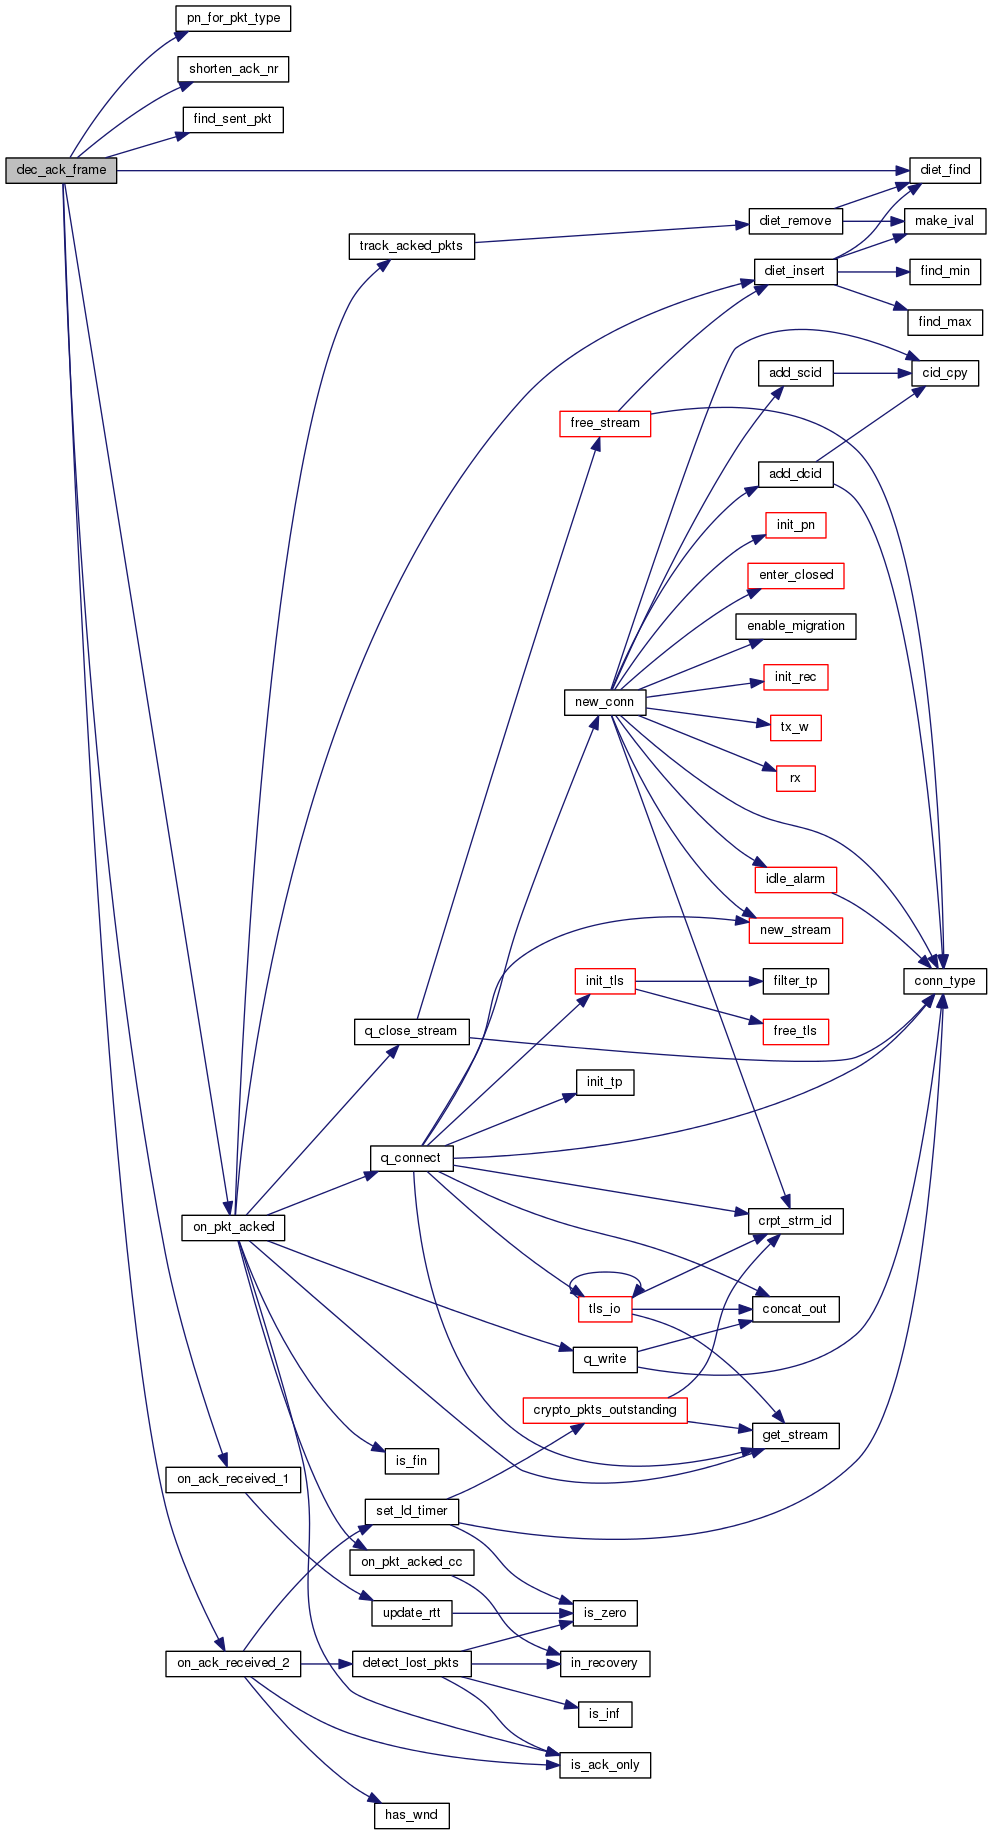 pn_for_pkt_type
shorten_ack_nr
find_sent_pkt
dec_ack_frame
diet_find
diet_remove
make_ival
track_acked_pkts
diet_insert
find_min
find_max
add_scid
cid_cpy
free_stream
add_dcid
init_pn
enter_closed
enable_migration
init_rec
new_conn
tx_w
rx
idle_alarm
new_stream
init_tls
filter_tp
conn_type
q_close_stream
free_tls
init_tp
q_connect
on_pkt_acked
crpt_strm_id
tls_io
concat_out
q_write
crypto_pkts_outstanding
get_stream
is_fin
on_ack_received_1
set_ld_timer
on_pkt_acked_cc
update_rtt
is_zero
on_ack_received_2
detect_lost_pkts
in_recovery
is_inf
is_ack_only
has_wnd